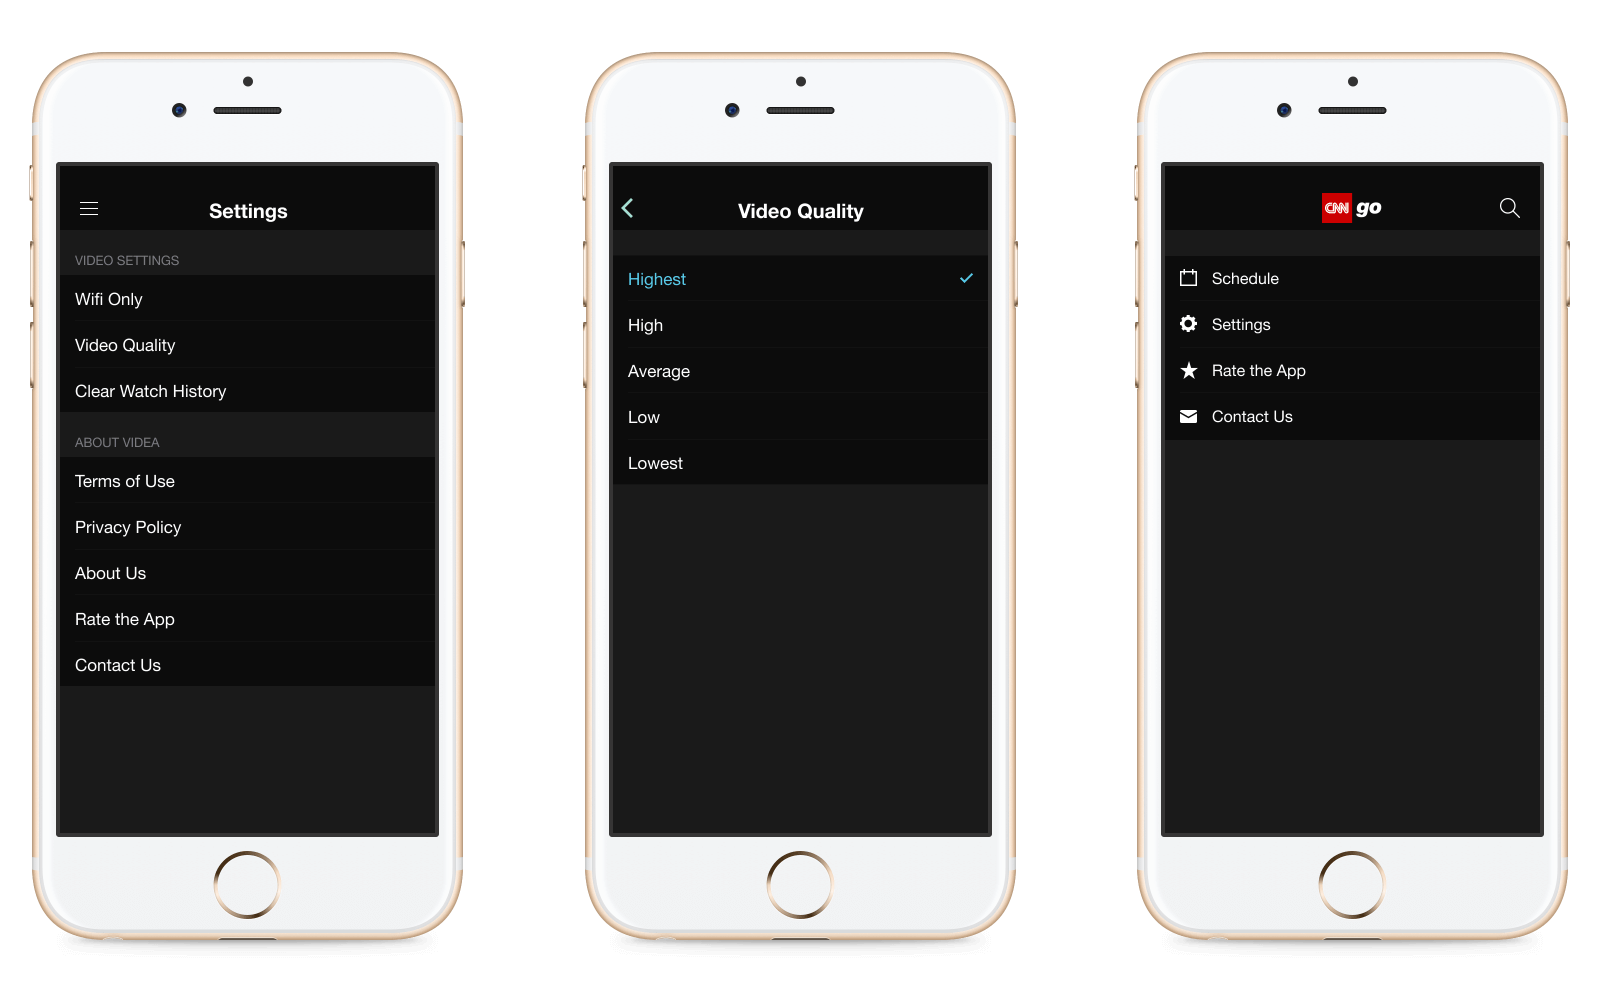 Settings
VIDEO SETTINGS
Wifi Only
Video Quality
Clear Watch History
ABOUT VIDEA
Terms of Use
Privacy Policy
About Us
Rate the App
Contact Us
Video Quality
Highest
High
Average
Low
Lowest
CNN go
Schedule
Settings
Rate the App
Contact Us